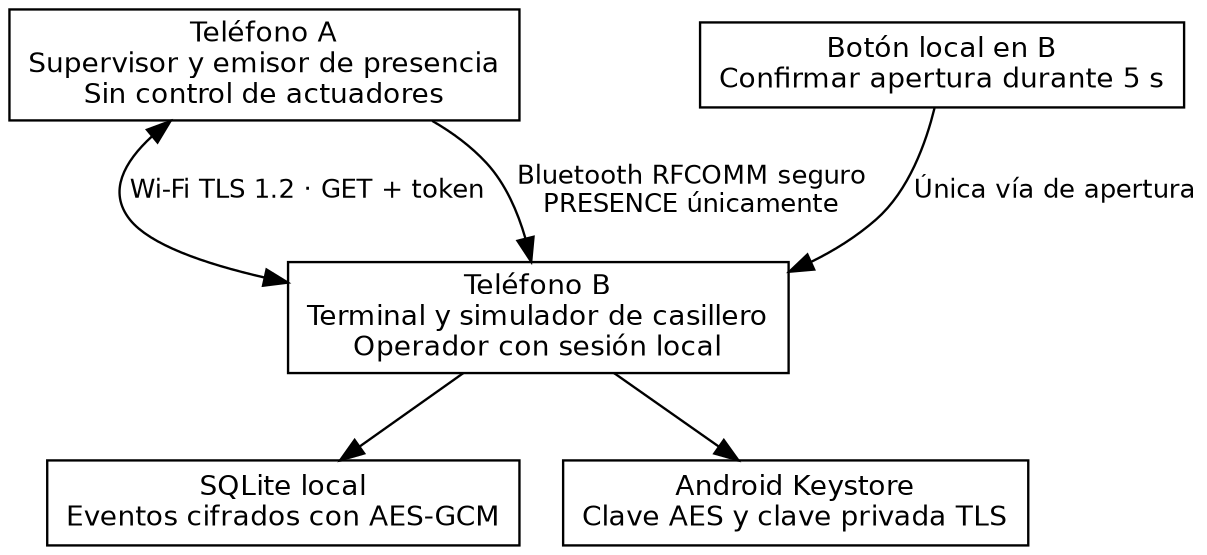 Teléfono A
Supervisor y emisor de presencia
Sin control de actuadores
Botón local en B
Confirmar apertura durante 5 s
Wi-Fi TLS 1.2 · GET + token
Bluetooth RFCOMM seguro
PRESENCE únicamente
Única vía de apertura
Teléfono B
Terminal y simulador de casillero
Operador con sesión local
SQLite local
Eventos cifrados con AES-GCM
Android Keystore
Clave AES y clave privada TLS